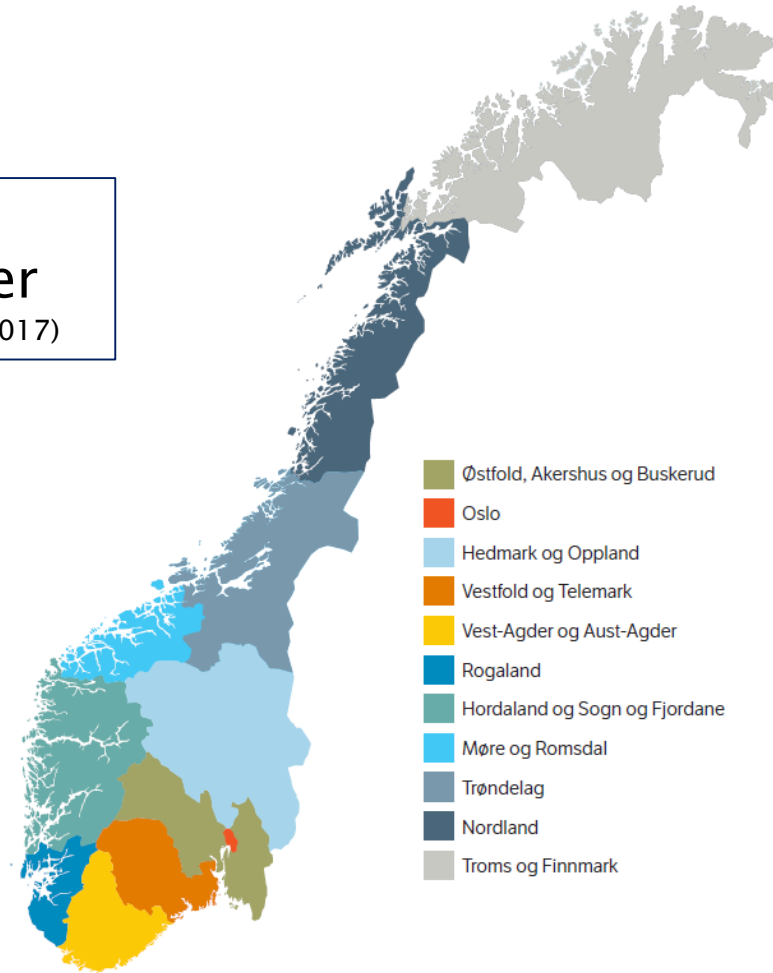 er
017)
Østfold, Akershus og Buskerud
Oslo
Hedmark og Oppland
Vestfold og Telemark
Vest-Agder og Aust-Agder
Rogaland
Hordaland og Sogn og Fjordane
Møre og Romsdal
Trøndelag
Nordland
Troms og Finnmark